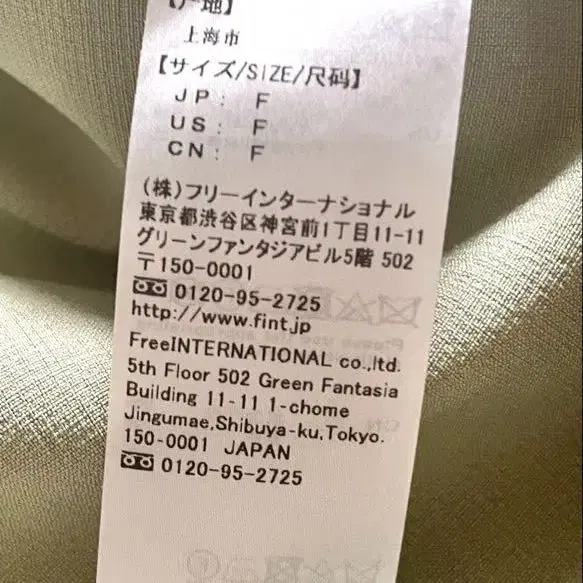 【产地】
上海市
【サイズ/SIZE/尺码】
JP: F
US: F
CN: F
(株)フリーインターナショナル
東京都渋谷区神宮前1丁目11-11
グリーンファンタジアビル5階 502
〒150-0001
0120-95-2725
http://www.fint.jp
FreeINTERNATIONAL co.,ltd.
5th Floor 502 Green Fantasia
Building 11-11 1-chome
Jingumae,Shibuya-ku,Tokyo.
150-0001 JAPAN
0120-95-2725